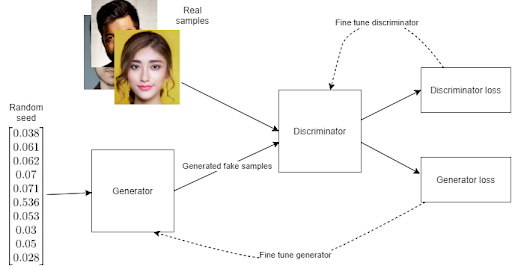 Real
samples
Fine tune discriminator
Discriminator loss
Random
seed
0.038
0.061
0.062
0.07
0.071
0.536
0.053
0.03
0.05
0.028
Generator
Generated fake samples
Discriminator
Generator loss
Fine tune generator